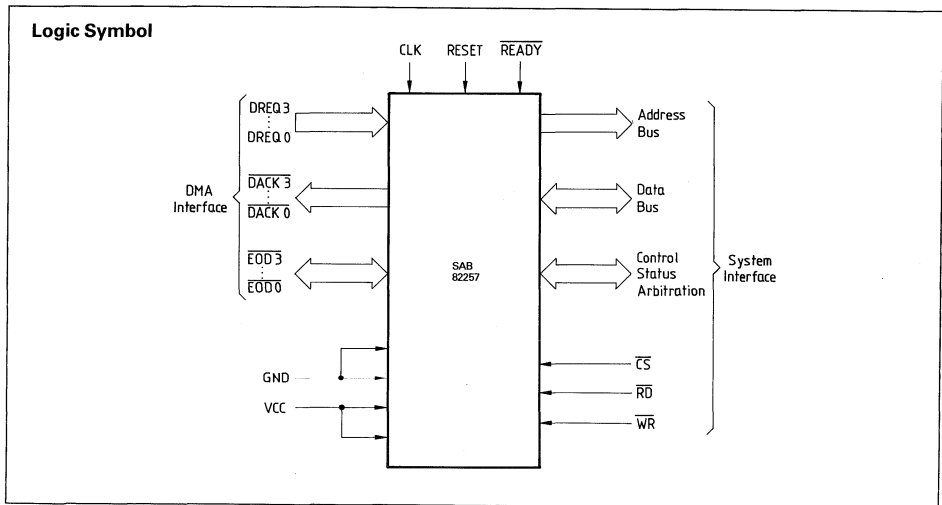 Logic Symbol
CLK RESET READY
DREQ 3
⋮
DREQ 0
DACK 3
⋮
DACK 0
DMA
Interface
EOD 3
⋮
EOD 0
GND
VCC
SAB
82257
Address
Bus
Data
Bus
Control
Status
Arbitration
System
Interface
CS
RD
WR